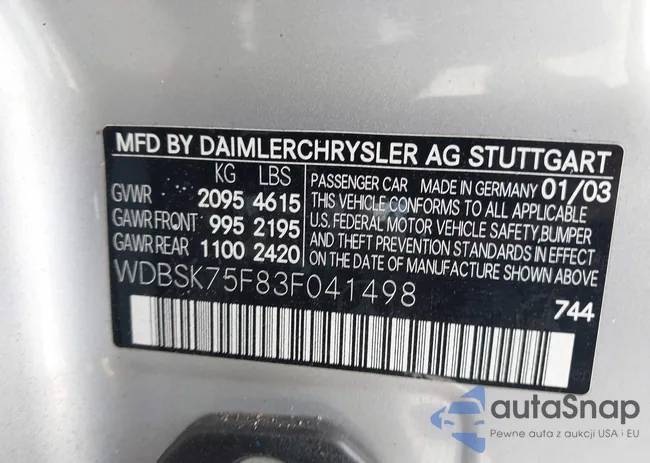 MFD BY DAIMLERCHRYSLER AG STUTTGART
KG LBS
GVWR 2095 4615
GAWR FRONT 995 2195
GAWR REAR 1100 2420
PASSENGER CAR MADE IN GERMANY 01/03
THIS VEHICLE CONFORMS TO ALL APPLICABLE
U.S. FEDERAL MOTOR VEHICLE SAFETY,BUMPER
AND THEFT PREVENTION STANDARDS IN EFFECT
ON THE DATE OF MANUFACTURE SHOWN ABOVE.
WDBSK75F83F041498
744
autoSnap
Pewne auta z aukcji USA i EU